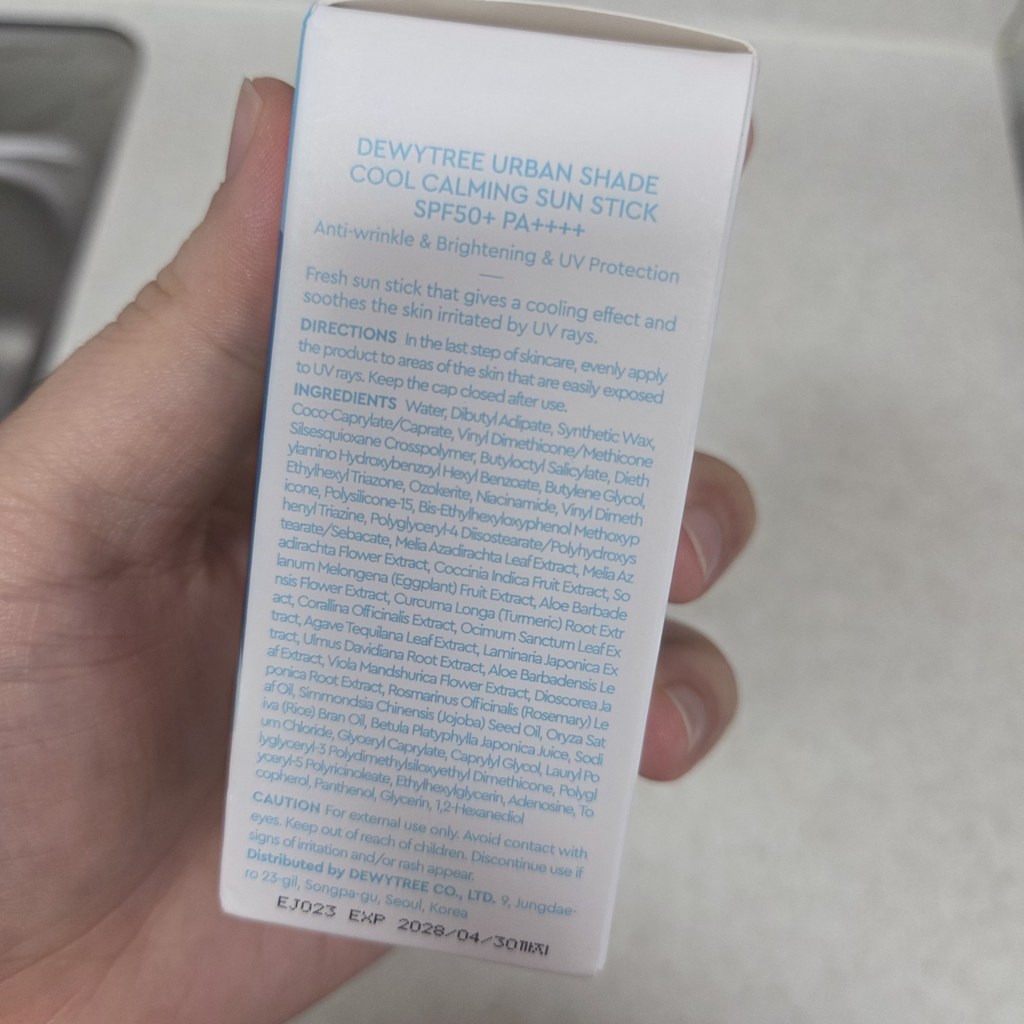 DEWYTREE URBAN SHADE
COOL CALMING SUN STICK
SPF50+ PA++++
Anti-wrinkle & Brightening & UV Protection
Fresh sun stick that gives a cooling effect and
soothes the skin irritated by UV rays.
DIRECTIONS In the last step of skincare, evenly apply
the product to areas of the skin that are easily exposed
to UV rays. Keep the cap closed after use.
INGREDIENTS Water, Dibutyl Adipate, Synthetic Wax,
Coco-Caprylate/Caprate, Vinyl Dimethicone/Methicone
Silsesquioxane Crosspolymer, Butyloctyl Salicylate, Dieth
ylamino Hydroxybenzoyl Hexyl Benzoate, Butylene Glycol,
Ethylhexyl Triazone, Ozokerite, Niacinamide, Vinyl Dimeth
icone, Polysilicone-15, Bis-Ethylhexyloxyphenol Methoxyp
henyl Triazine, Polyglyceryl-4 Diisostearate/Polyhydroxys
tearate/Sebacate, Melia Azadirachta Leaf Extract, Melia Az
adirachta Flower Extract, Coccinia Indica Fruit Extract, So
lanum Melongena (Eggplant) Fruit Extract, Aloe Barbade
nsis Flower Extract, Curcuma Longa (Turmeric) Root Extr
act, Corallina Officinalis Extract, Ocimum Sanctum Leaf Ex
tract, Agave Tequilana Leaf Extract, Laminaria Japonica Ex
tract, Ulmus Davidiana Root Extract, Aloe Barbadensis Le
af Extract, Viola Mandshurica Flower Extract, Dioscorea Ja
ponica Root Extract, Rosmarinus Officinalis (Rosemary) Le
af Oil, Simmondsia Chinensis (Jojoba) Seed Oil, Oryza Sat
iva (Rice) Bran Oil, Betula Platyphylla Japonica Juice, Sodi
um Chloride, Glyceryl Caprylate, Caprylyl Glycol, Lauryl Po
lyglyceryl-3 Polydimethylsiloxyethyl Dimethicone, Polygl
yceryl-5 Polyricinoleate, Ethylhexylglycerin, Adenosine, To
copherol, Panthenol, Glycerin, 1,2-Hexanediol
CAUTION For external use only. Avoid contact with
eyes. Keep out of reach of children. Discontinue use if
signs of irritation and/or rash appear.
Distributed by DEWYTREE CO., LTD. 9, Jungdae-
ro 23-gil, Songpa-gu, Seoul, Korea
EJ023 EXP 2028/04/30까지